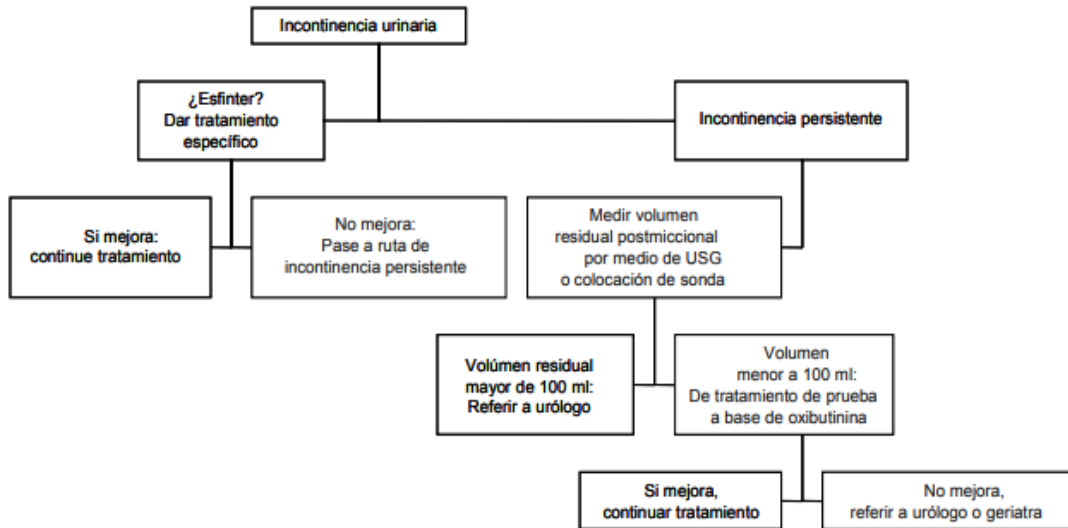 Incontinencia urinaria
¿Esfinter?
Dar tratamiento
específico
Incontinencia persistente
Si mejora:
continue tratamiento
No mejora:
Pase a ruta de
incontinencia persistente
Medir volumen
residual postmiccional
por medio de USG
o colocación de sonda
Volúmen residual
mayor de 100 ml:
Referir a urólogo
Volumen
menor a 100 ml:
De tratamiento de prueba
a base de oxibutinina
Si mejora,
continuar tratamiento
No mejora,
referir a urólogo o geriatra